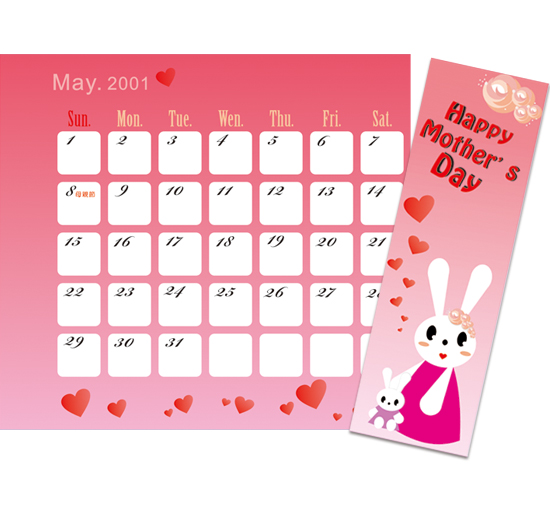 May. 2001
Sun. Mon. Tue. Wen. Thu. Fri. Sat.
1 2 3 4 5 6 7
8 母親節 9 10 11 12 13 14
15 16 17 18 19 20 21
22 23 24 25 26 27 28
29 30 31
Happy
Mother's
Day